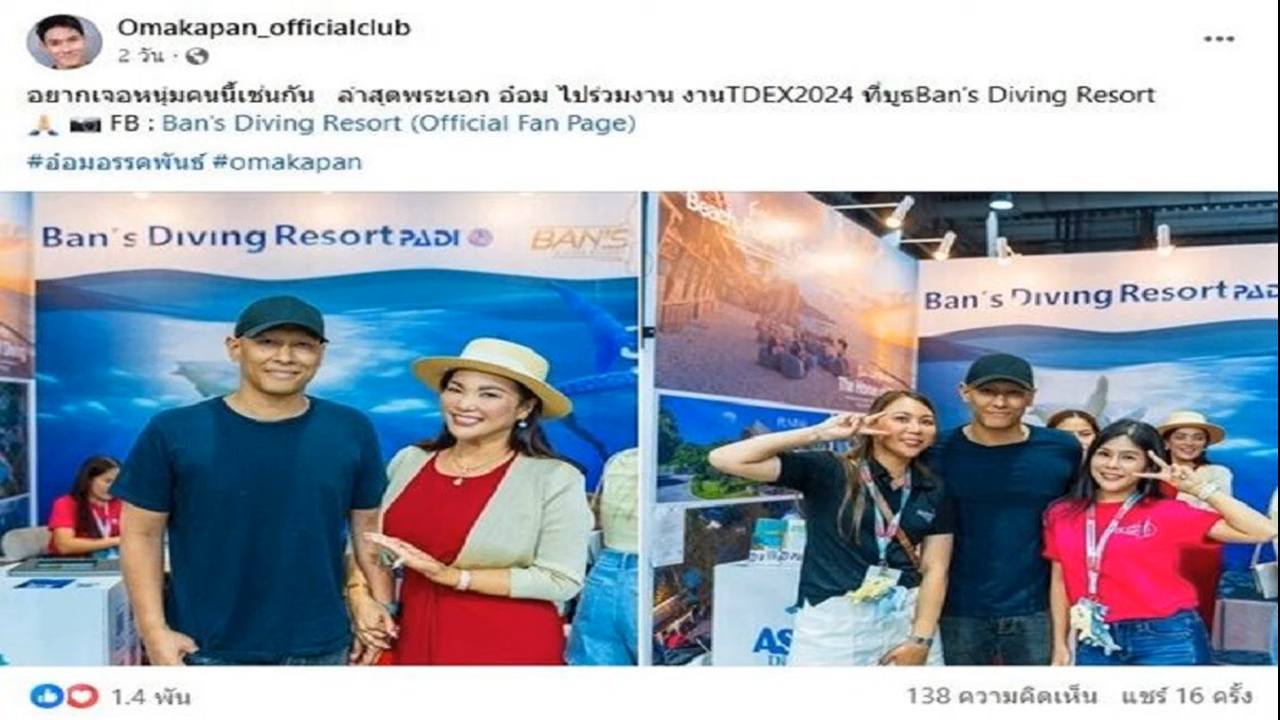 Omakapan_officialclub
2 วัน ·
อยากเจอหนุ่มคนนี้เช่นกัน ล่าสุดพระเอก อ๋อม ไปร่วมงาน งานTDEX2024 ที่บูธBan's Diving Resort
FB : Ban's Diving Resort (Official Fan Page)
#อ๋อมอรรคพันธ์ #omakapan
Ban's Diving Resort PADI
BAN'S
Beach
Ban's Diving Resort PAD
The
AS
1.4 พัน
138 ความคิดเห็น แชร์ 16 ครั้ง